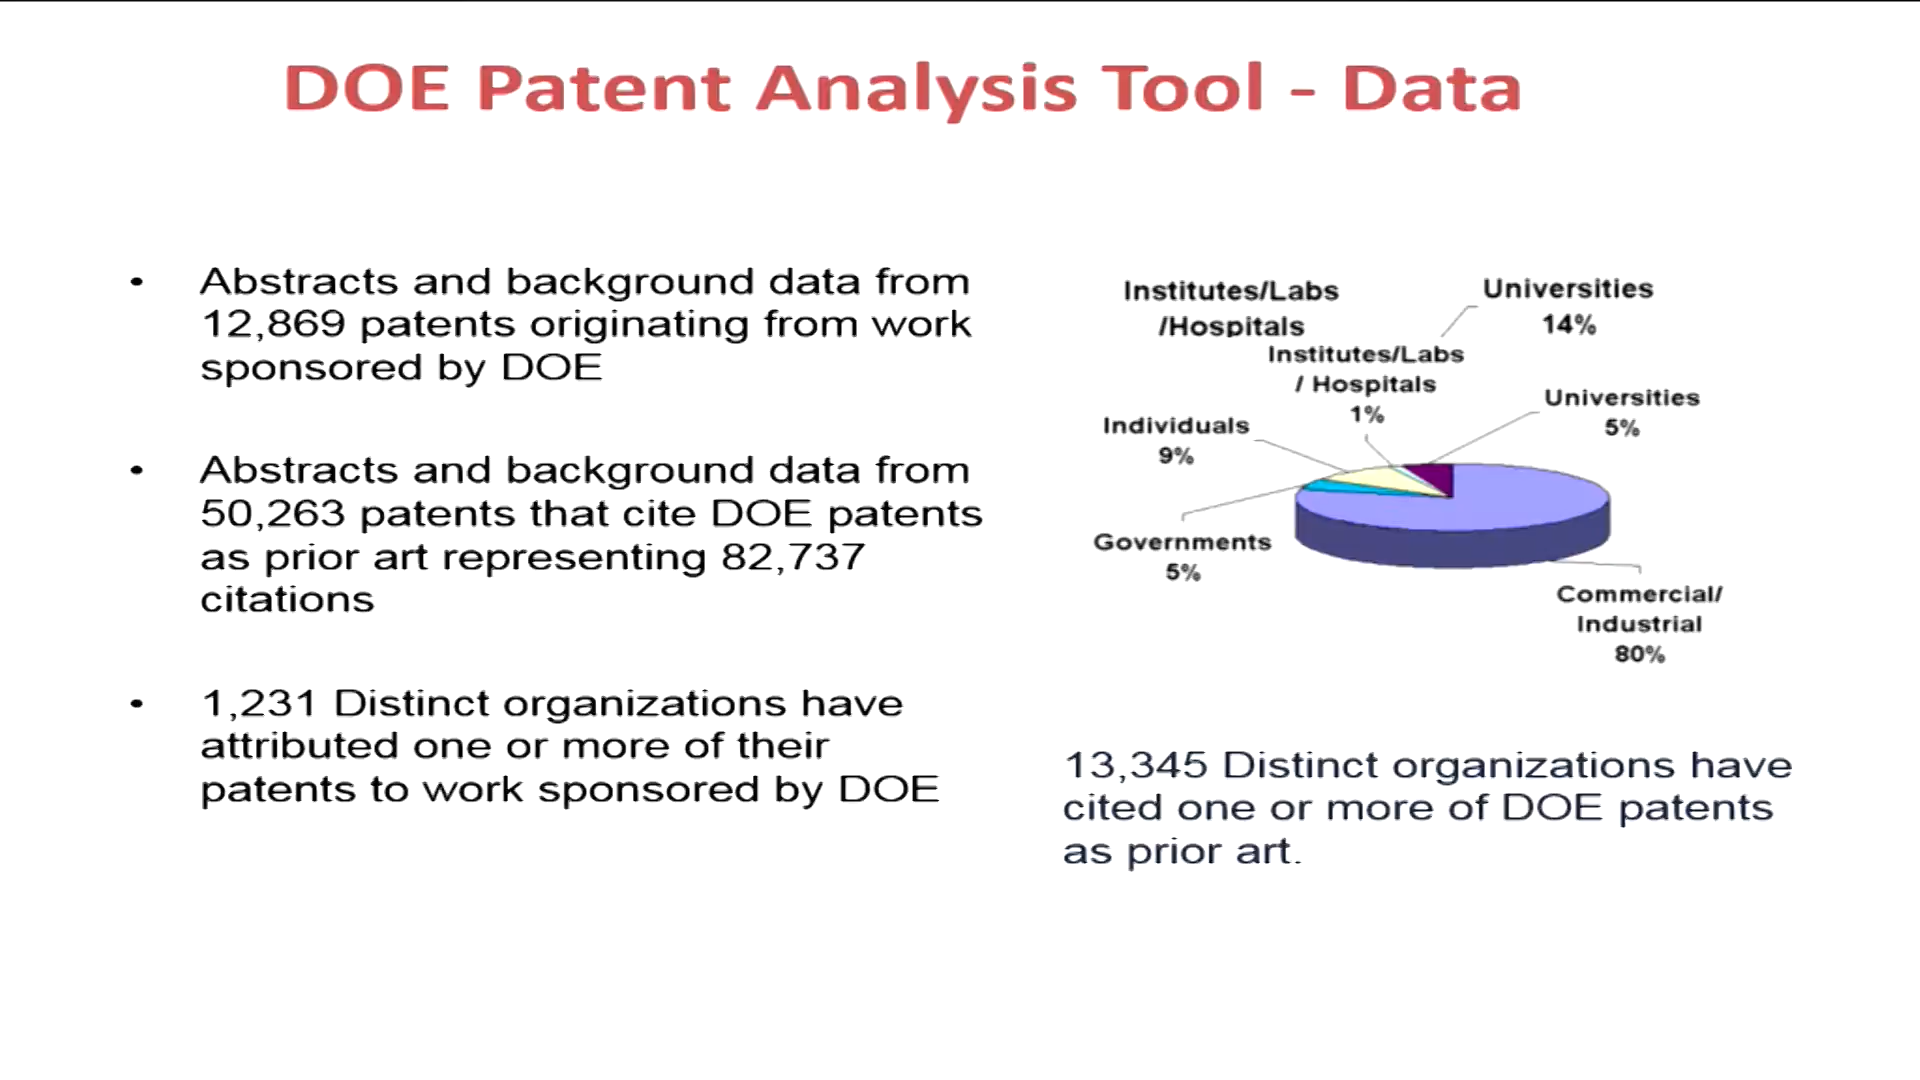 DOE Patent Analysis Tool - Data
• Abstracts and background data from
12,869 patents originating from work
sponsored by DOE
• Abstracts and background data from
50,263 patents that cite DOE patents
as prior art representing 82,737
citations
• 1,231 Distinct organizations have
attributed one or more of their
patents to work sponsored by DOE
Institutes/Labs
/Hospitals
Universities
14%
Institutes/Labs
/ Hospitals
1%
Universities
5%
Individuals
9%
Governments
5%
Commercial/
Industrial
80%
13,345 Distinct organizations have
cited one or more of DOE patents
as prior art.